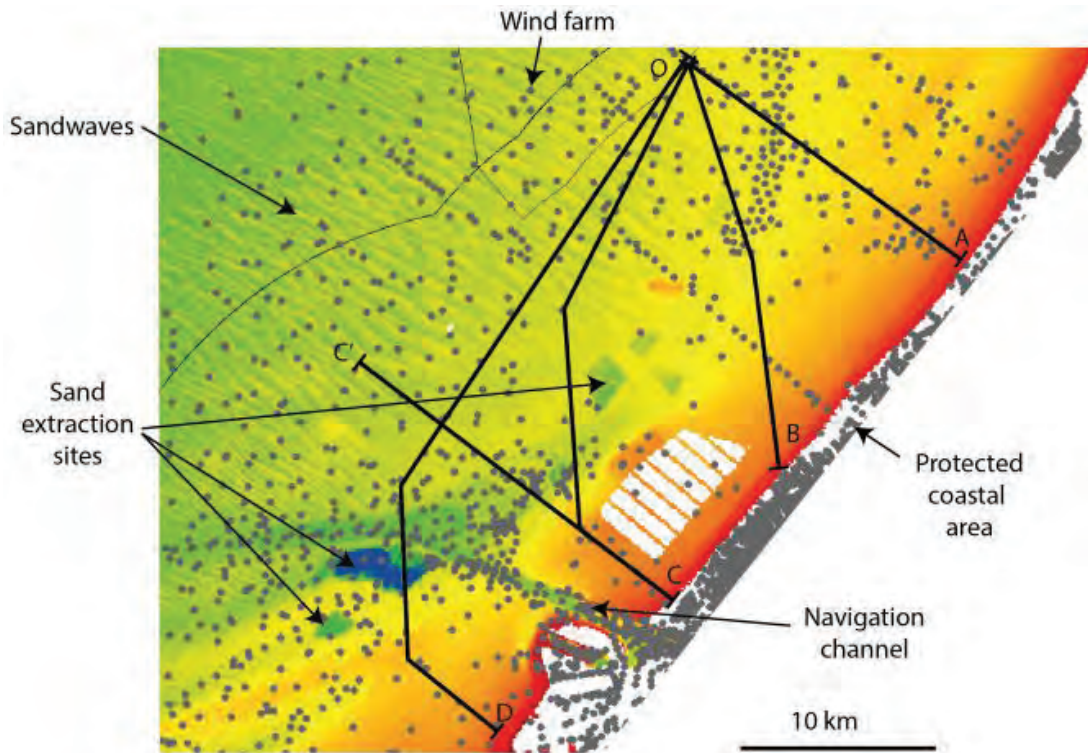 Wind farm
O
Sandwaves
A
C'
Sand
extraction
sites
B
Protected
coastal
area
C
Navigation
channel
D
10 km